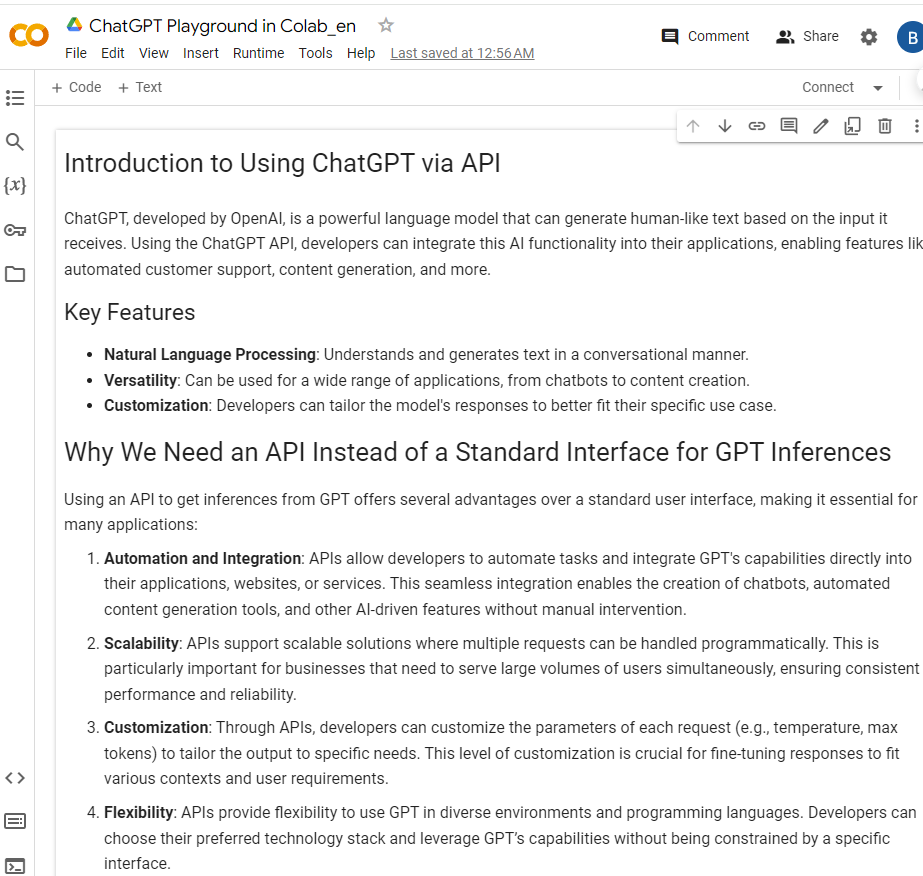 ChatGPT Playground in Colab_en
File Edit View Insert Runtime Tools Help Last saved at 12:56 AM
Comment Share B
+ Code + Text Connect
{x}
Introduction to Using ChatGPT via API
ChatGPT, developed by OpenAI, is a powerful language model that can generate human-like text based on the input it
receives. Using the ChatGPT API, developers can integrate this AI functionality into their applications, enabling features lik
automated customer support, content generation, and more.
Key Features
• Natural Language Processing: Understands and generates text in a conversational manner.
• Versatility: Can be used for a wide range of applications, from chatbots to content creation.
• Customization: Developers can tailor the model's responses to better fit their specific use case.
Why We Need an API Instead of a Standard Interface for GPT Inferences
Using an API to get inferences from GPT offers several advantages over a standard user interface, making it essential for
many applications:
1. Automation and Integration: APIs allow developers to automate tasks and integrate GPT's capabilities directly into
their applications, websites, or services. This seamless integration enables the creation of chatbots, automated
content generation tools, and other AI-driven features without manual intervention.
2. Scalability: APIs support scalable solutions where multiple requests can be handled programmatically. This is
particularly important for businesses that need to serve large volumes of users simultaneously, ensuring consistent
performance and reliability.
3. Customization: Through APIs, developers can customize the parameters of each request (e.g., temperature, max
tokens) to tailor the output to specific needs. This level of customization is crucial for fine-tuning responses to fit
various contexts and user requirements.
4. Flexibility: APIs provide flexibility to use GPT in diverse environments and programming languages. Developers can
choose their preferred technology stack and leverage GPT’s capabilities without being constrained by a specific
interface.